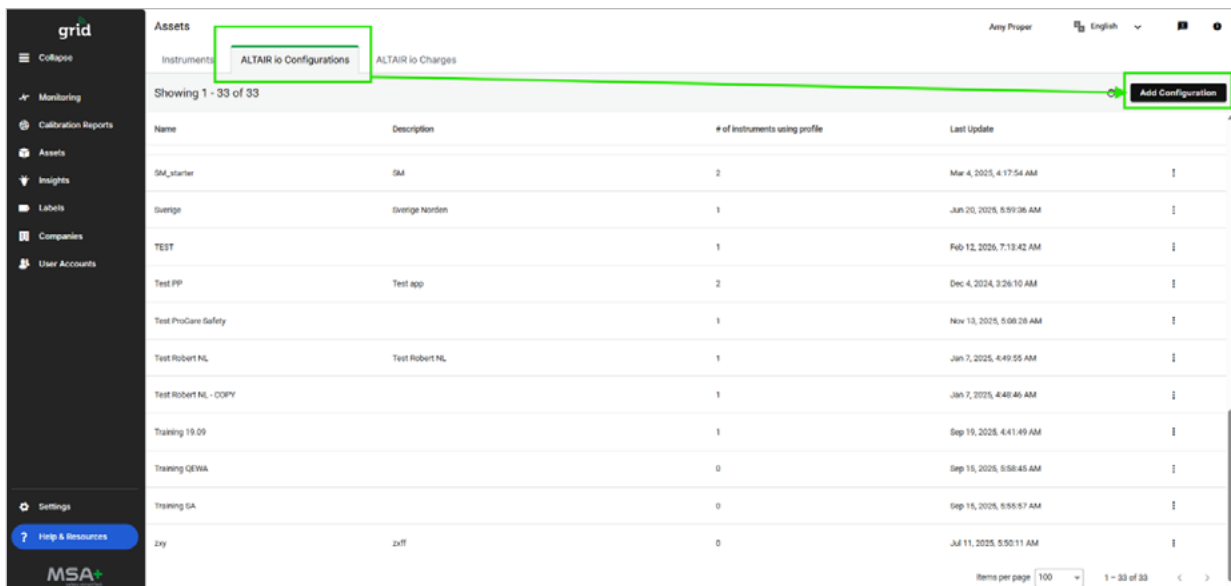 grid
Collapse
Monitoring
Calibration Reports
Assets
Insights
Labels
Companies
User Accounts
Settings
Help & Resources
MSA+
Assets
Amy Proper
English
Instruments
ALTAIR io Configurations
ALTAIR io Charges
Showing 1 - 33 of 33
Add Configuration
Name Description # of instruments using profile Last Update
SM_starter SM 2 Mar 4, 2025, 4:17:54 AM
Sverige Sverige Norden 1 Jun 20, 2025, 5:59:36 AM
TEST 1 Feb 12, 2026, 7:13:42 AM
Test PP Test app 2 Dec 4, 2024, 3:26:10 AM
Test ProCare Safety 1 Nov 13, 2025, 5:08:28 AM
Test Robert NL Test Robert NL 1 Jan 7, 2025, 4:49:55 AM
Test Robert NL - COPY 1 Jan 7, 2025, 4:48:46 AM
Training 19.09 1 Sep 19, 2025, 4:41:49 AM
Training QEWA 0 Sep 15, 2025, 5:58:45 AM
Training SA 0 Sep 15, 2025, 5:55:57 AM
zxy zxff 0 Jul 11, 2025, 5:50:11 AM
Items per page 100 1 – 33 of 33